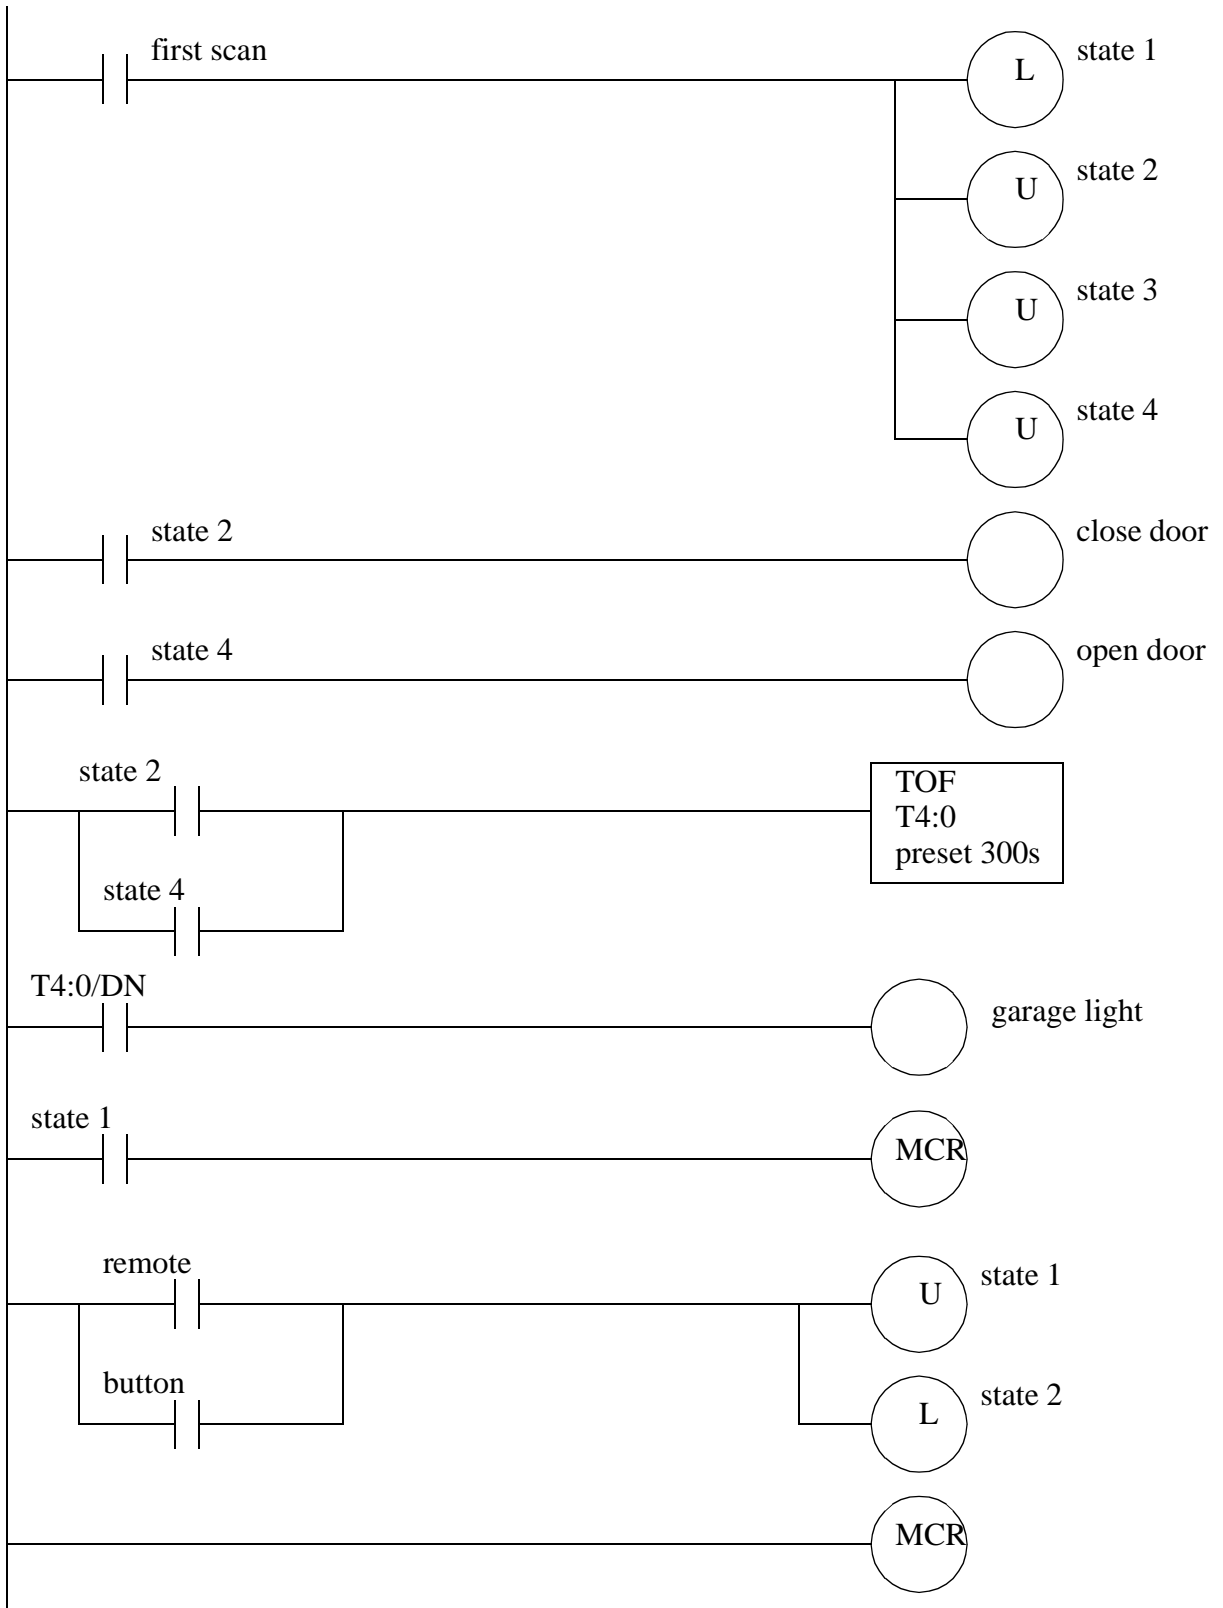 first scan
L
state 1
U
state 2
U
state 3
U
state 4
state 2
close door
state 4
open door
state 2
TOF
T4:0
preset 300s
state 4
T4:0/DN
garage light
state 1
MCR
remote
U
state 1
button
L
state 2
MCR